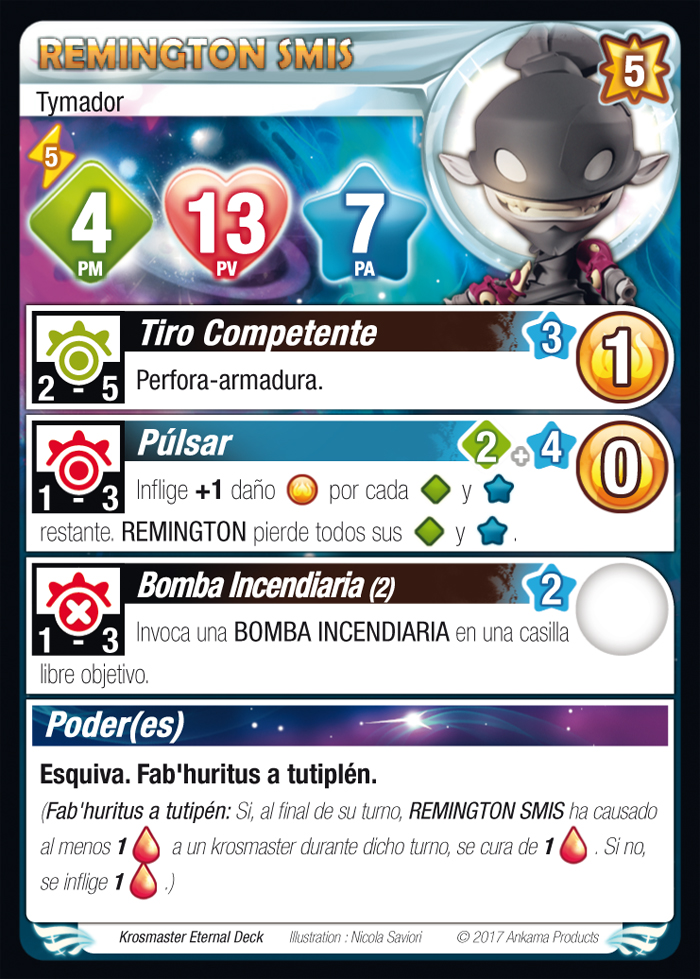 REMINGTON SMIS
5
Tymador
5
4
PM
13
PV
7
PA
Tiro Competente
3
1
2 - 5
Perfora-armadura.
Púlsar
2 + 4
0
1 - 3
Inflige +1 daño por cada y
restante. REMINGTON pierde todos sus y .
Bomba Incendiaria (2)
2
1 - 3
Invoca una BOMBA INCENDIARIA en una casilla
libre objetivo.
Poder(es)
Esquiva. Fab'huritus a tutiplén.
(Fab'huritus a tutipén: Si, al final de su turno, REMINGTON SMIS ha causado
al menos 1 a un krosmaster durante dicho turno, se cura de 1 . Si no,
se inflige 1 .)
Krosmaster Eternal Deck Illustration : Nicola Saviori © 2017 Ankama Products